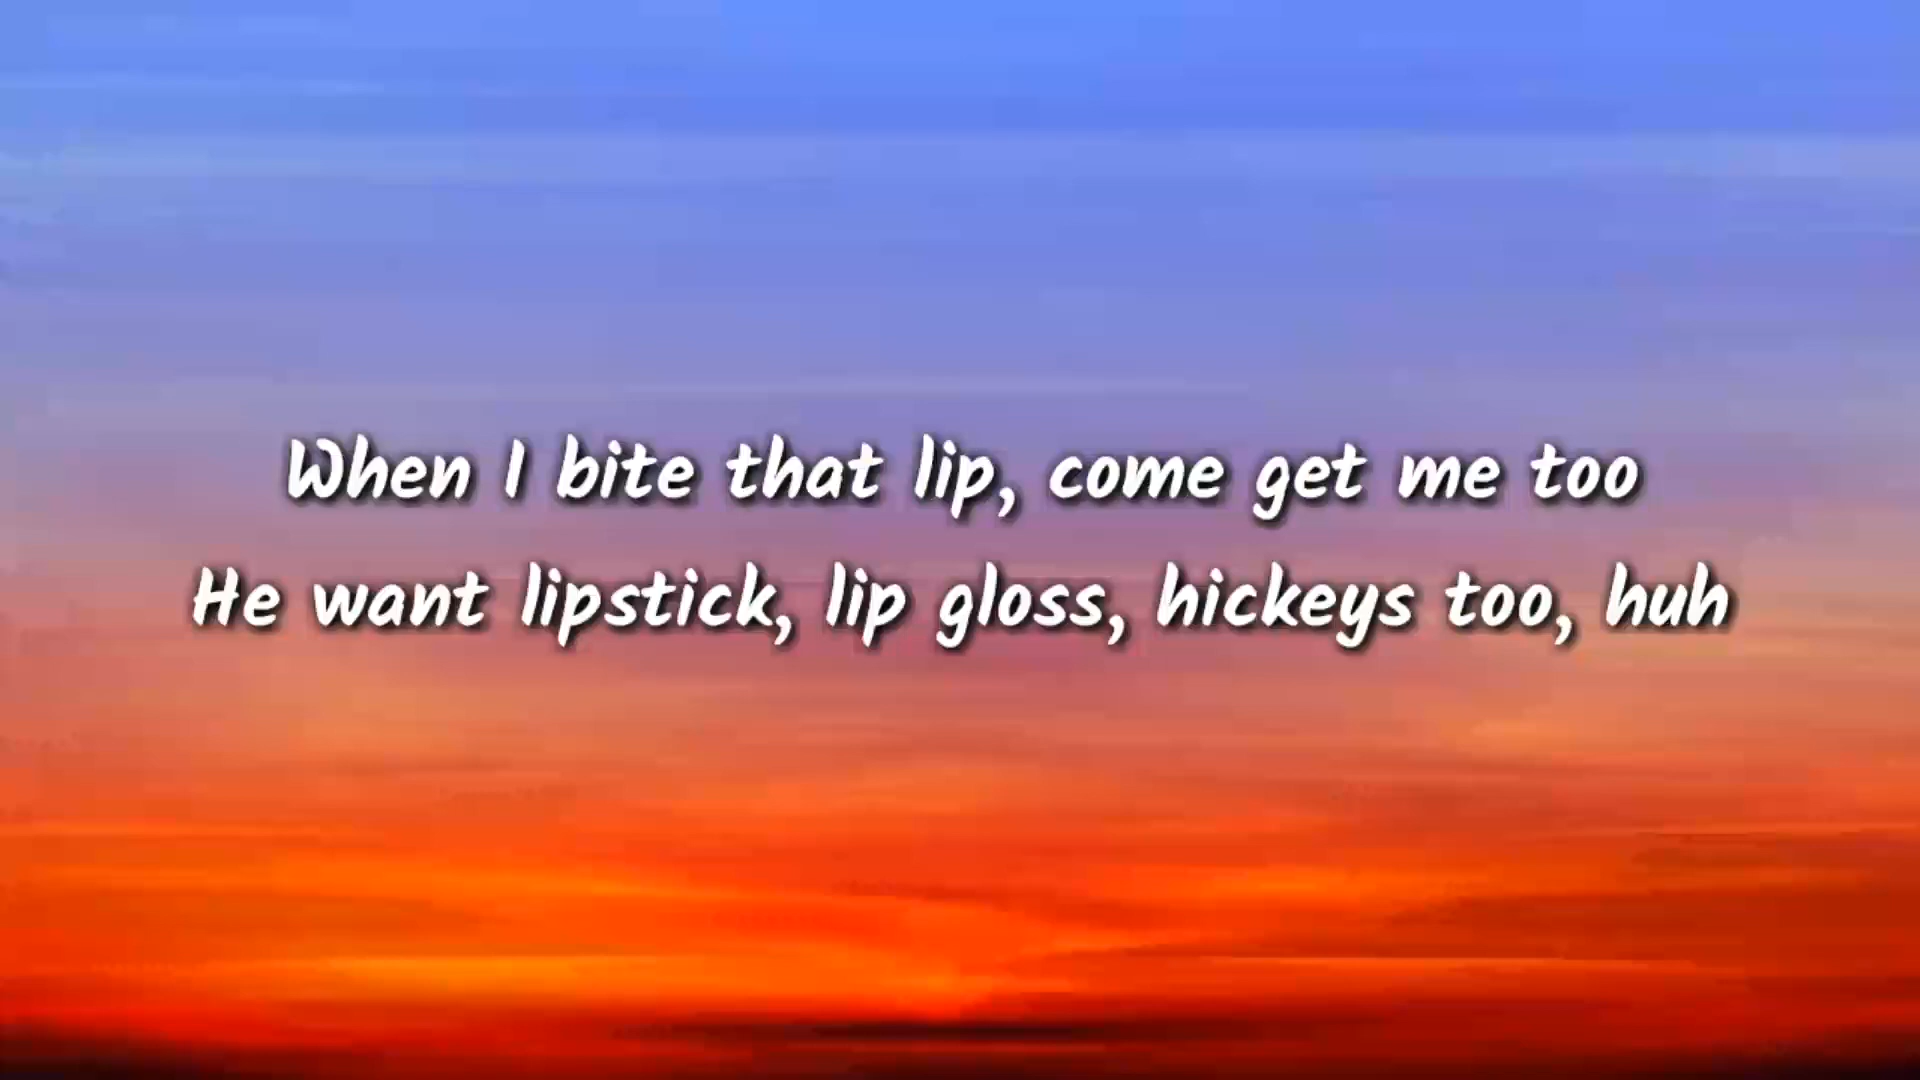 When I bite that lip, come get me too
He want lipstick, lip gloss, hickeys too, huh